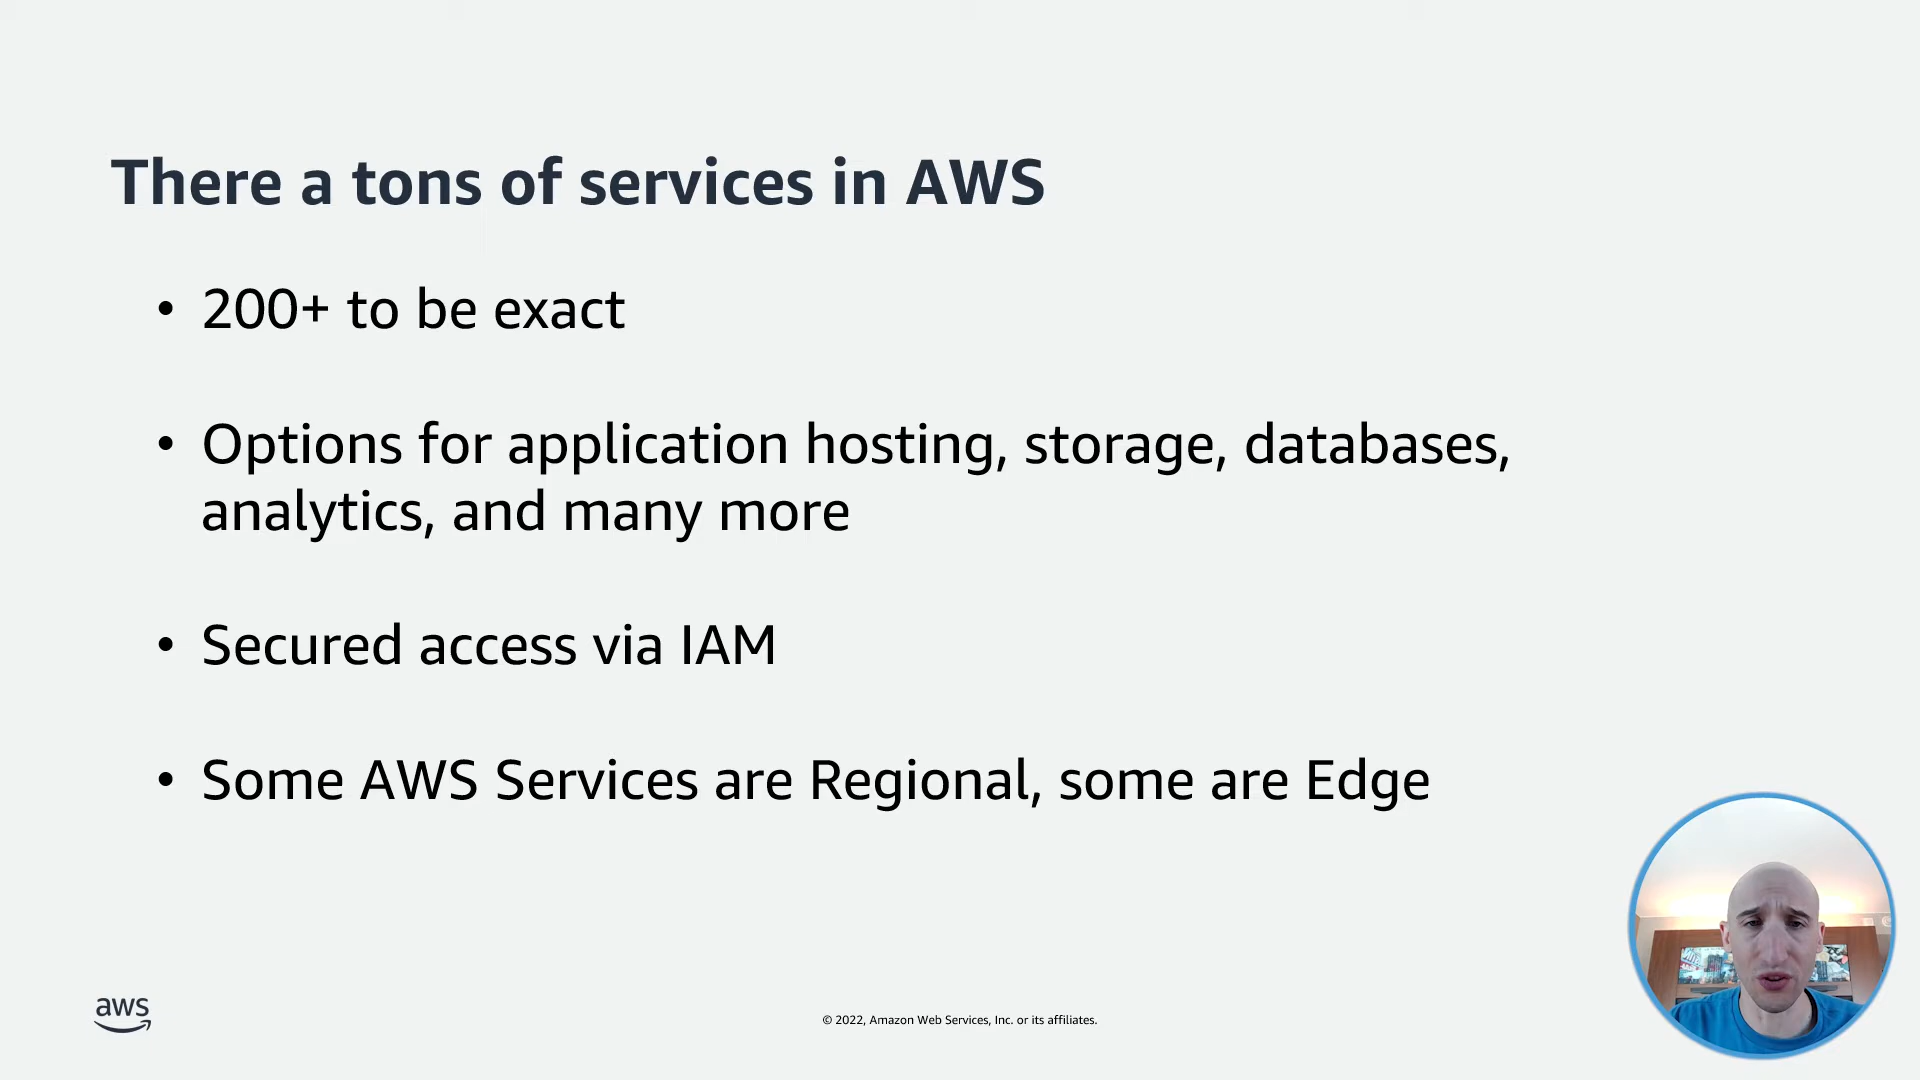 There a tons of services in AWS
• 200+ to be exact
• Options for application hosting, storage, databases,
analytics, and many more
• Secured access via IAM
• Some AWS Services are Regional, some are Edge
aws
© 2022, Amazon Web Services, Inc. or its affiliates.